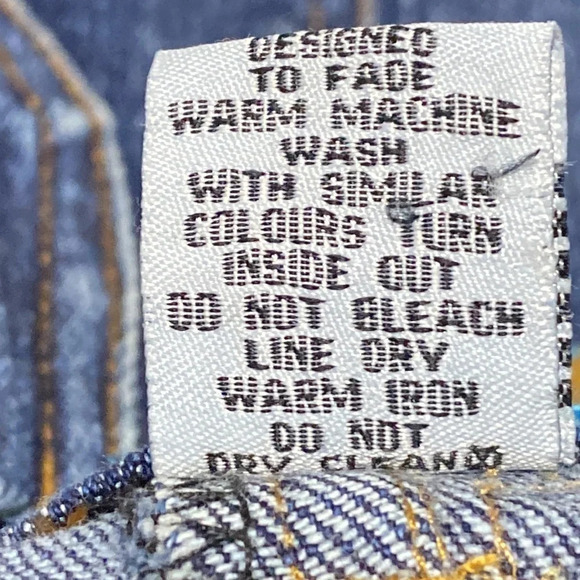 DESIGNED
TO FADE
WARM MACHINE
WASH
WITH SIMILAR
COLOURS TURN
INSIDE OUT
DO NOT BLEACH
LINE DRY
WARM IRON
DO NOT
DRY CLEAN